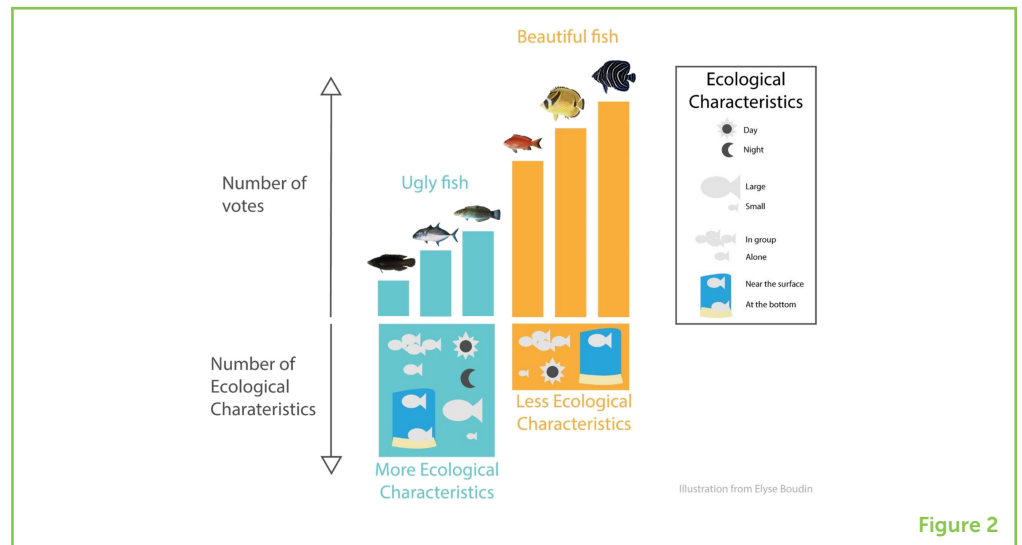 Beautiful fish
Ugly fish
Number of
votes
Number of
Ecological
Charateristics
More Ecological
Characteristics
Less Ecological
Characteristics
Ecological
Characteristics
Day
Night
Large
Small
In group
Alone
Near the surface
At the bottom
Illustration from Elyse Boudin
Figure 2